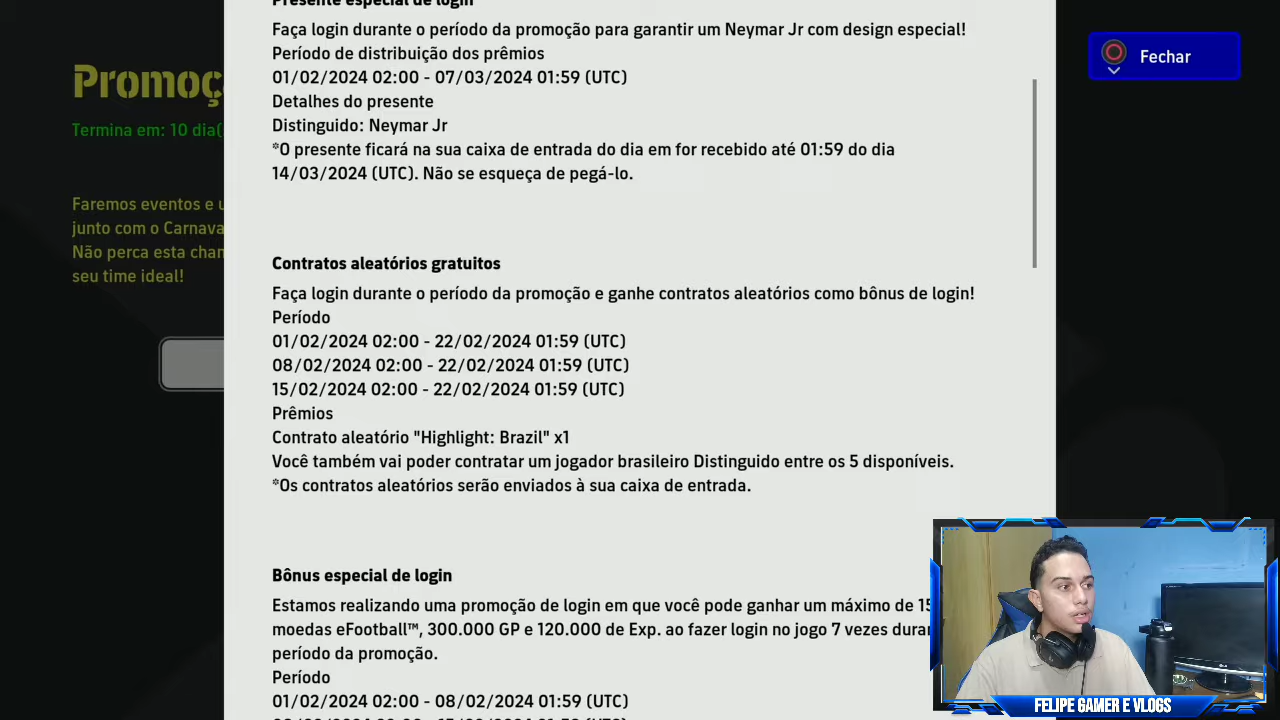 Presente especial de login
Faça login durante o período da promoção para garantir um Neymar Jr com design especial!
Período de distribuição dos prêmios
01/02/2024 02:00 - 07/03/2024 01:59 (UTC)
Detalhes do presente
Distinguido: Neymar Jr
*O presente ficará na sua caixa de entrada do dia em for recebido até 01:59 do dia
14/03/2024 (UTC). Não se esqueça de pegá-lo.
Contratos aleatórios gratuitos
Faça login durante o período da promoção e ganhe contratos aleatórios como bônus de login!
Período
01/02/2024 02:00 - 22/02/2024 01:59 (UTC)
08/02/2024 02:00 - 22/02/2024 01:59 (UTC)
15/02/2024 02:00 - 22/02/2024 01:59 (UTC)
Prêmios
Contrato aleatório "Highlight: Brazil" x1
Você também vai poder contratar um jogador brasileiro Distinguido entre os 5 disponíveis.
*Os contratos aleatórios serão enviados à sua caixa de entrada.
Bônus especial de login
Estamos realizando uma promoção de login em que você pode ganhar um máximo de 15
moedas eFootball™, 300.000 GP e 120.000 de Exp. ao fazer login no jogo 7 vezes duran
período da promoção.
Período
01/02/2024 02:00 - 08/02/2024 01:59 (UTC)
Fechar
Promoç
Termina em: 10 dia(
Faremos eventos e u
junto com o Carnava
Não perca esta chan
seu time ideal!
FELIPE GAMER E VLOGS